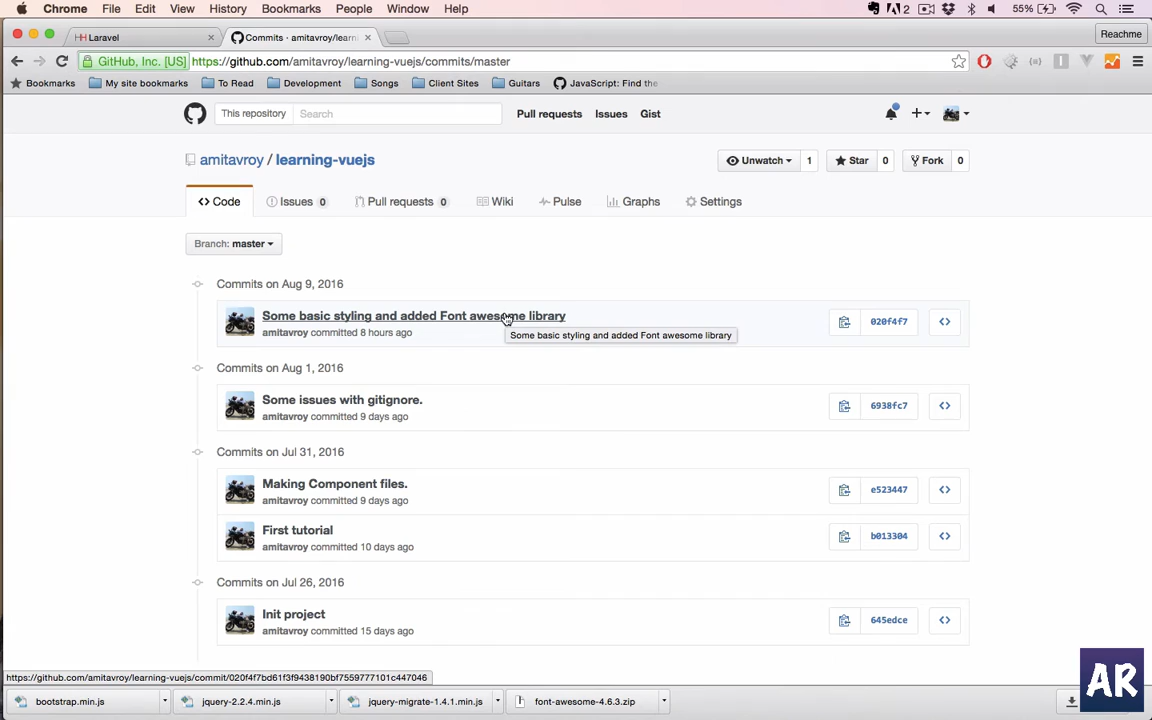 Chrome File Edit View History Bookmarks People Window Help
2 55%
Laravel
Commits · amitavroy/learni
Reachme
GitHub, Inc. [US] https://github.com/amitavroy/learning-vuejs/commits/master
Bookmarks My site bookmarks To Read Development Songs Client Sites Guitars JavaScript: Find the
This repository Search Pull requests Issues Gist
amitavroy / learning-vuejs
Unwatch 1 Star 0 Fork 0
Code Issues 0 Pull requests 0 Wiki Pulse Graphs Settings
Branch: master
Commits on Aug 9, 2016
Some basic styling and added Font awesome library
020f4f7
amitavroy committed 8 hours ago
Some basic styling and added Font awesome library
Commits on Aug 1, 2016
Some issues with gitignore.
6938fc7
amitavroy committed 9 days ago
Commits on Jul 31, 2016
Making Component files.
e523447
amitavroy committed 9 days ago
First tutorial
b013304
amitavroy committed 10 days ago
Commits on Jul 26, 2016
Init project
645edce
amitavroy committed 15 days ago
https://github.com/amitavroy/learning-vuejs/commit/020f4f7bd61f3f9438190bf7559777101c447046
bootstrap.min.js jquery-2.2.4.min.js jquery-migrate-1.4.1.min.js font-awesome-4.6.3.zip
AR